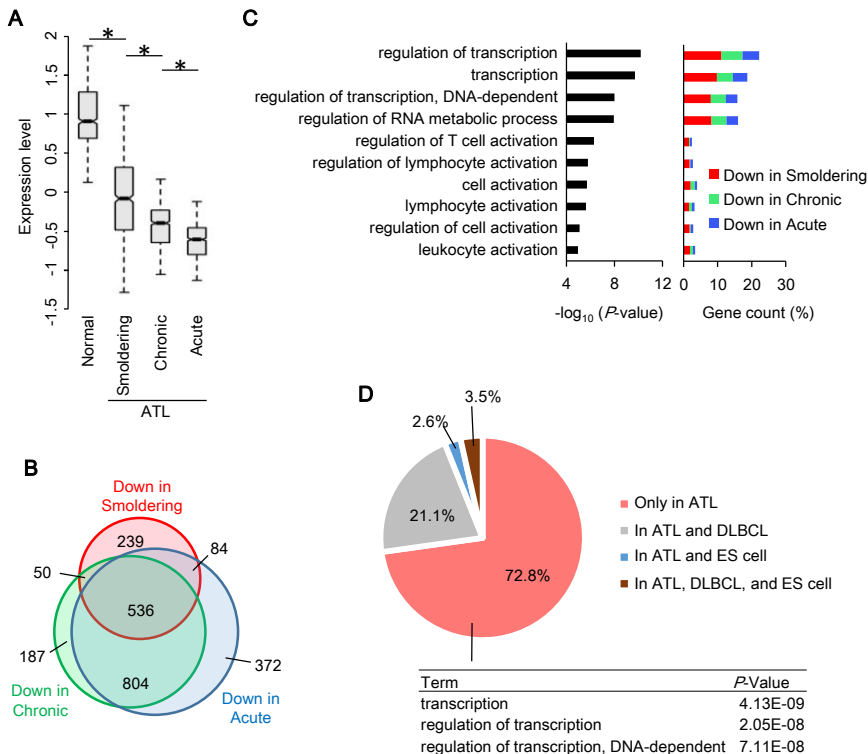 A
Expression level
2
1
1
0
-0.5
-1
-1.5
*
*
*
Normal
Smoldering
Chronic
Acute
ATL
B
Down in
Smoldering
239
84
50
536
187
372
804
Down in
Chronic
Down in
Acute
C
regulation of transcription
transcription
regulation of transcription, DNA-dependent
regulation of RNA metabolic process
regulation of T cell activation
regulation of lymphocyte activation
cell activation
lymphocyte activation
regulation of cell activation
leukocyte activation
4 8 12
-log10 (P-value)
0 10 20 30
Gene count (%)
Down in Smoldering
Down in Chronic
Down in Acute
D
3.5%
2.6%
21.1%
72.8%
Only in ATL
In ATL and DLBCL
In ATL and ES cell
In ATL, DLBCL, and ES cell
Term P-Value
transcription 4.13E-09
regulation of transcription 2.05E-08
regulation of transcription, DNA-dependent 7.11E-08